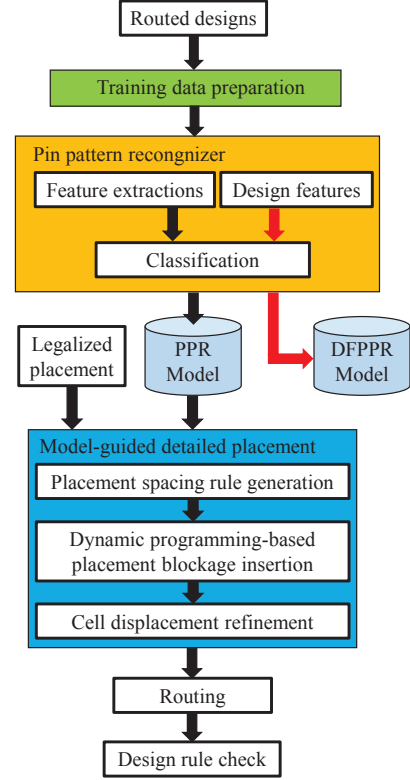 Routed designs
Training data preparation
Pin pattern recongnizer
Feature extractions
Design features
Classification
Legalized
placement
PPR
Model
DFPPR
Model
Model-guided detailed placement
Placement spacing rule generation
Dynamic programming-based
placement blockage insertion
Cell displacement refinement
Routing
Design rule check